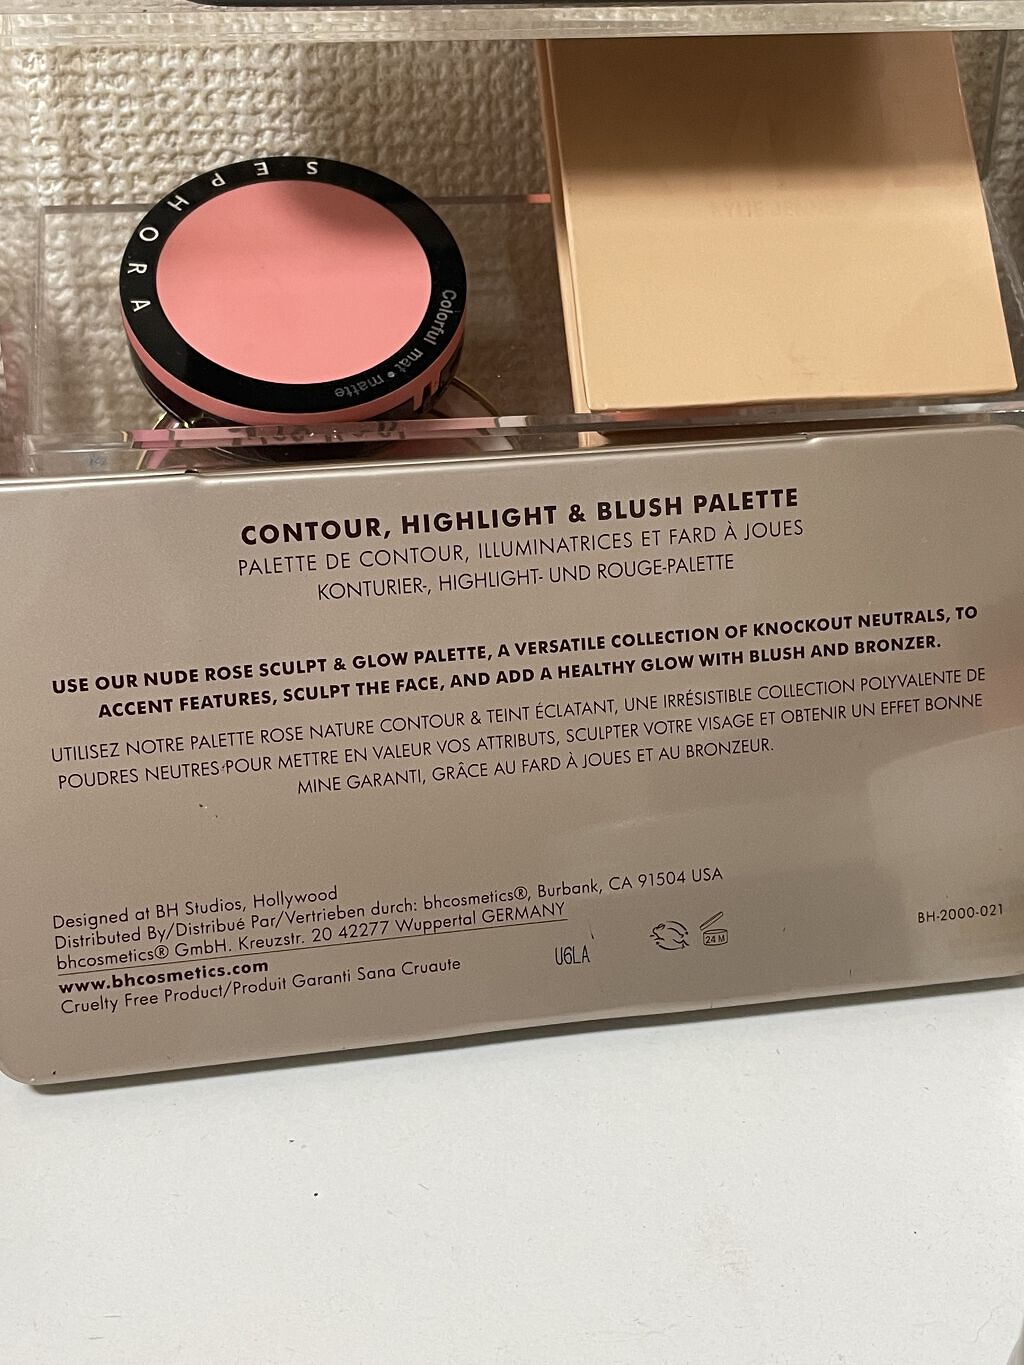 SEPHORA
Colorful mat • matte
CONTOUR, HIGHLIGHT & BLUSH PALETTE
PALETTE DE CONTOUR, ILLUMINATRICES ET FARD À JOUES
KONTURIER-, HIGHLIGHT- UND ROUGE-PALETTE
USE OUR NUDE ROSE SCULPT & GLOW PALETTE, A VERSATILE COLLECTION OF KNOCKOUT NEUTRALS, TO
ACCENT FEATURES, SCULPT THE FACE, AND ADD A HEALTHY GLOW WITH BLUSH AND BRONZER.
UTILISEZ NOTRE PALETTE ROSE NATURE CONTOUR & TEINT ÉCLATANT, UNE IRRÉSISTIBLE COLLECTION POLYVALENTE DE
POUDRES NEUTRES POUR METTRE EN VALEUR VOS ATTRIBUTS, SCULPTER VOTRE VISAGE ET OBTENIR UN EFFET BONNE
MINE GARANTI, GRÂCE AU FARD À JOUES ET AU BRONZEUR.
Designed at BH Studios, Hollywood
Distributed By/Distribué Par/Vertrieben durch: bhcosmetics®, Burbank, CA 91504 USA
bhcosmetics® GmbH. Kreuzstr. 20 42277 Wuppertal GERMANY
www.bhcosmetics.com
Cruelty Free Product/Produit Garanti Sana Cruaute
U6LA
24 M
BH-2000-021